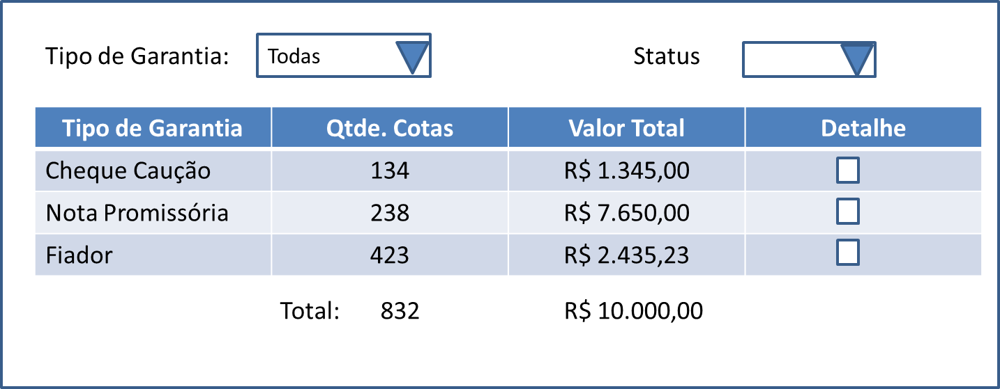 Tipo de Garantia: Todas Status
Tipo de Garantia Qtde. Cotas Valor Total Detalhe
Cheque Caução 134 R$ 1.345,00
Nota Promissória 238 R$ 7.650,00
Fiador 423 R$ 2.435,23
Total: 832 R$ 10.000,00